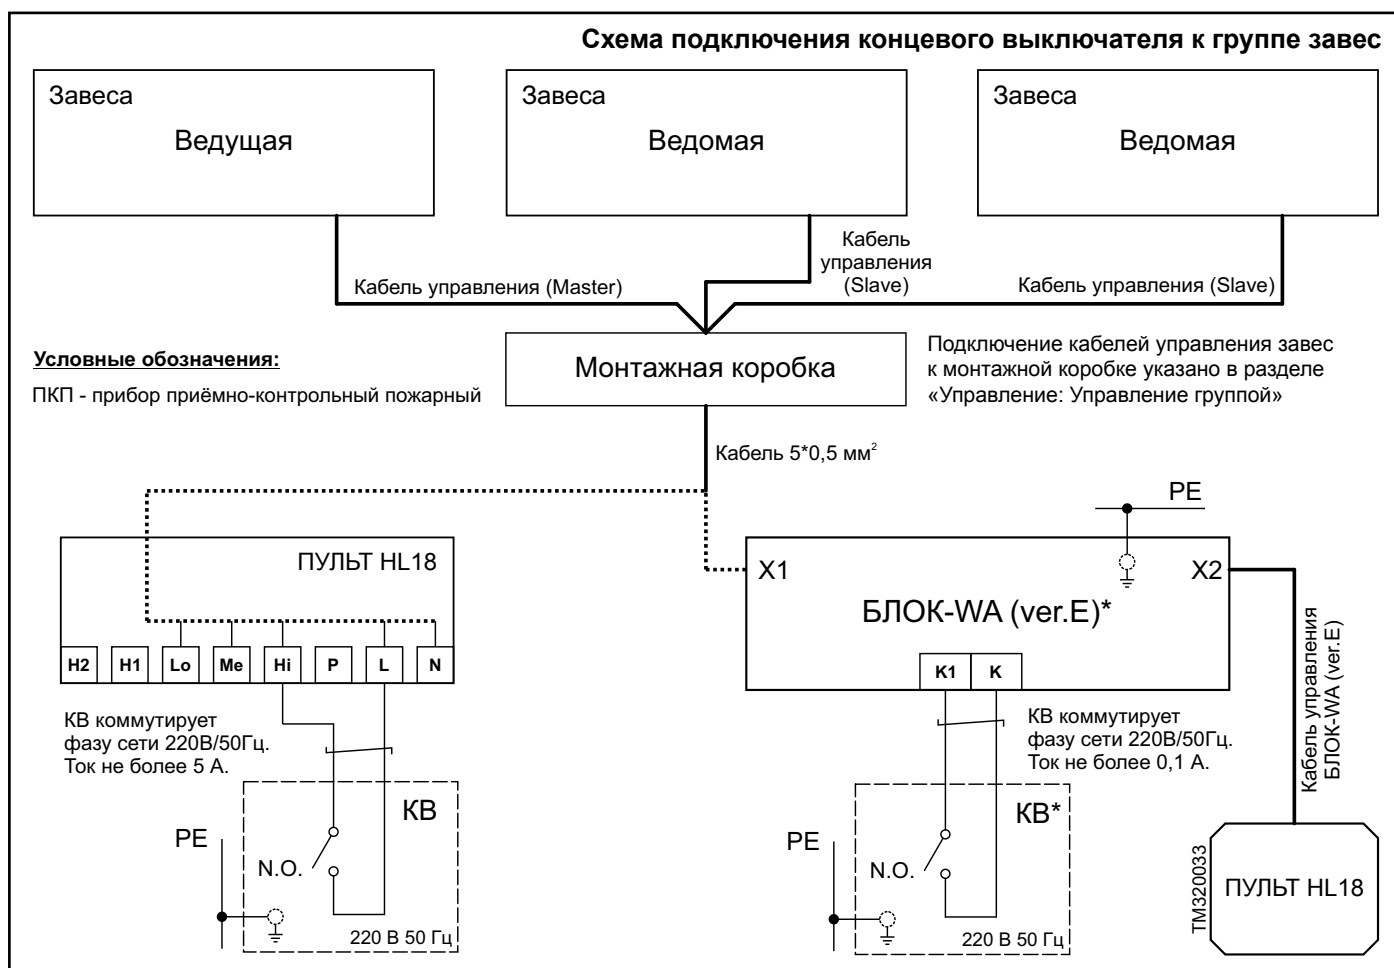 Схема подключения концевого выключателя к группе завес
Завеса
Ведущая
Завеса
Ведомая
Завеса
Ведомая
Кабель управления (Master)
Кабель
управления
(Slave)
Кабель управления (Slave)
Условные обозначения:
ПКП - прибор приёмно-контрольный пожарный
Монтажная коробка
Подключение кабелей управления завес
к монтажной коробке указано в разделе
«Управление: Управление группой»
Кабель 5*0,5 мм²
ПУЛЬТ HL18
H2 H1 Lo Me Hi P L N
КВ коммутирует
фазу сети 220В/50Гц.
Ток не более 5 А.
КВ
PE
N.O.
220 В 50 Гц
PE
X1
X2
БЛОК-WA (ver.E)*
K1 K
КВ коммутирует
фазу сети 220В/50Гц.
Ток не более 0,1 А.
КВ*
PE
N.O.
220 В 50 Гц
Кабель управления
БЛОК-WA (ver.E)
TM320033
ПУЛЬТ HL18